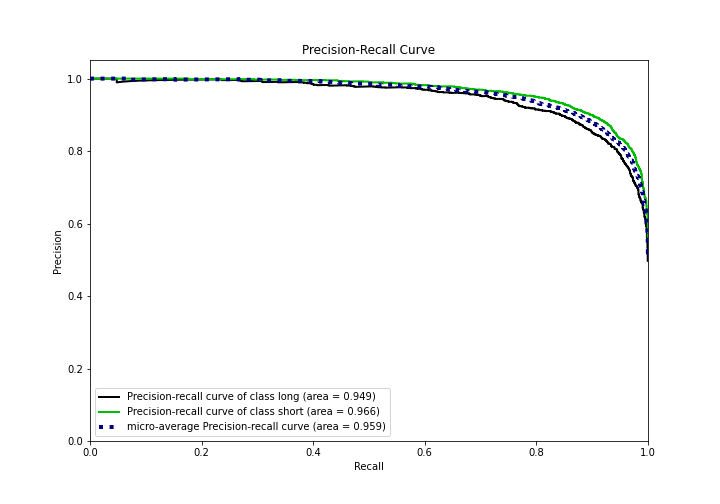 Precision-Recall Curve
1.0
0.8
0.6
0.4
0.2
0.0
Precision
Precision-recall curve of class long (area = 0.949)
Precision-recall curve of class short (area = 0.966)
micro-average Precision-recall curve (area = 0.959)
0.0 0.2 0.4 0.6 0.8 1.0
Recall